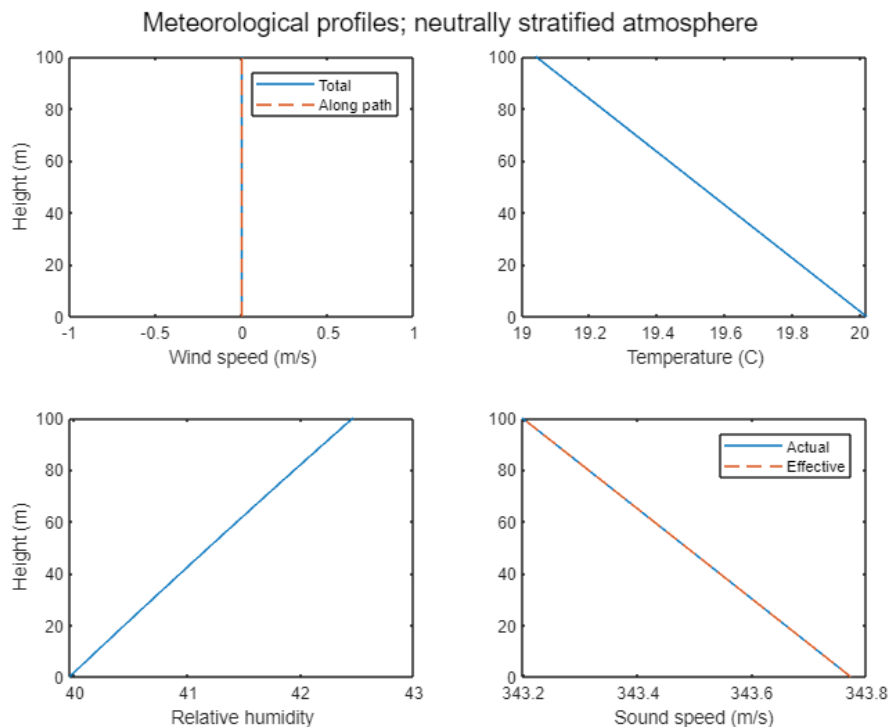 Meteorological profiles; neutrally stratified atmosphere
100
80
60
40
20
0
Height (m)
-1 -0.5 0 0.5 1
Wind speed (m/s)
Total
Along path
100
80
60
40
20
0
19 19.2 19.4 19.6 19.8 20
Temperature (C)
100
80
60
40
20
0
Height (m)
40 41 42 43
Relative humidity
100
80
60
40
20
0
343.2 343.4 343.6 343.8
Sound speed (m/s)
Actual
Effective